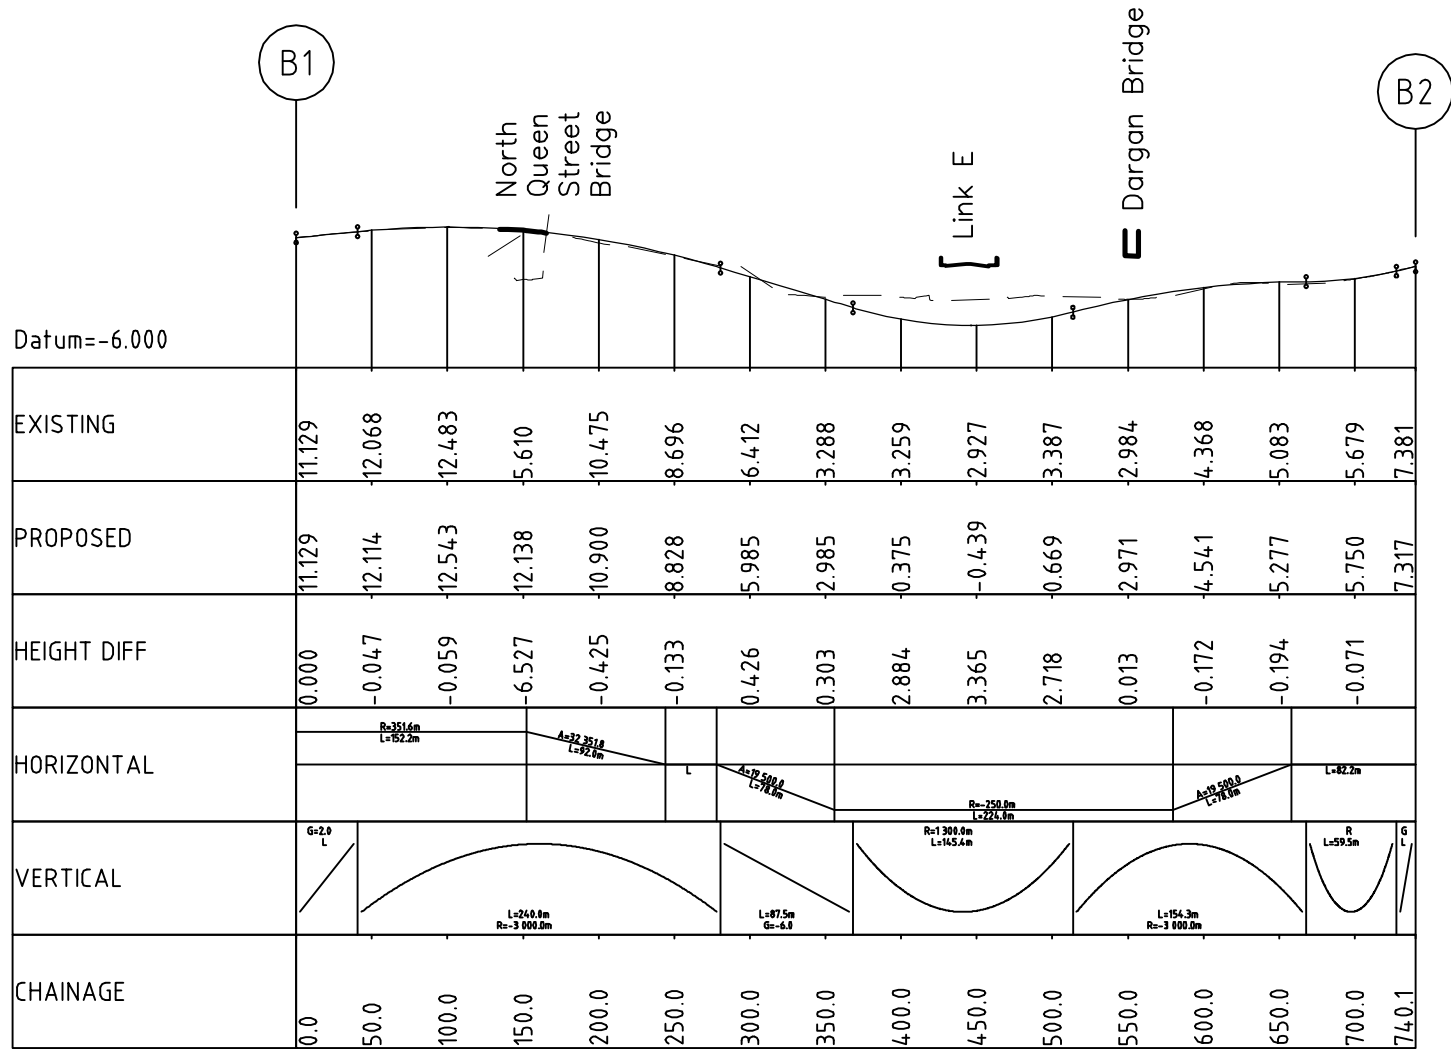 B1
B2
North
Queen
Street
Bridge
Link E
Dargan Bridge
Datum=-6.000
EXISTING
11.129
12.068
12.483
5.610
10.475
8.696
6.412
3.288
3.259
2.927
3.387
2.984
4.368
5.083
5.679
7.381
PROPOSED
11.129
12.114
12.543
12.138
10.900
8.828
5.985
2.985
0.375
-0.439
0.669
2.971
4.541
5.277
5.750
7.317
HEIGHT DIFF
0.000
-0.047
-0.059
-6.527
-0.425
-0.133
0.426
0.303
2.884
3.365
2.718
0.013
-0.172
-0.194
-0.071
HORIZONTAL
R=351.6m
L=152.2m
A=32 351.8
L=92.0m
L
A=19 500.0
L=78.0m
R=-250.0m
L=224.0m
A=19 500.0
L=78.0m
L=82.2m
VERTICAL
G=2.0
L
L=240.0m
R=-3 000.0m
L=87.5m
G=-6.0
R=1 300.0m
L=145.4m
L=154.3m
R=-3 000.0m
R
L=59.5m
G
L
CHAINAGE
0.0
50.0
100.0
150.0
200.0
250.0
300.0
350.0
400.0
450.0
500.0
550.0
600.0
650.0
700.0
740.1